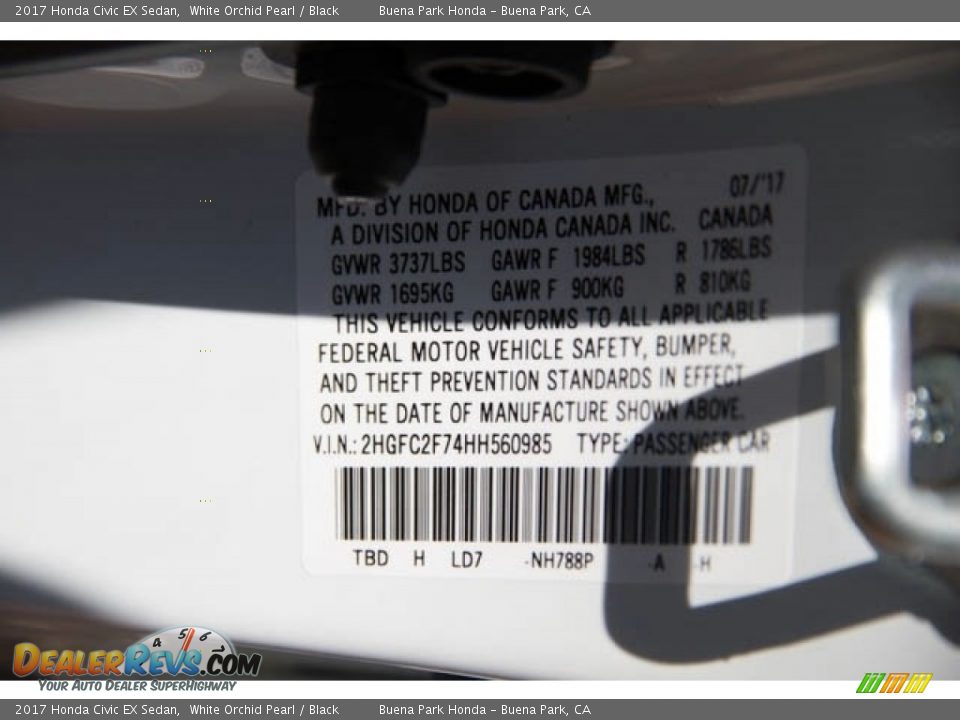 2017 Honda Civic EX Sedan, White Orchid Pearl / Black Buena Park Honda - Buena Park, CA
07/'17
MFD. BY HONDA OF CANADA MFG.,
A DIVISION OF HONDA CANADA INC. CANADA
GVWR 3737LBS GAWR F 1984LBS R 1786LBS
GVWR 1695KG GAWR F 900KG R 810KG
THIS VEHICLE CONFORMS TO ALL APPLICABLE
FEDERAL MOTOR VEHICLE SAFETY, BUMPER,
AND THEFT PREVENTION STANDARDS IN EFFECT
ON THE DATE OF MANUFACTURE SHOWN ABOVE.
V.I.N.: 2HGFC2F74HH560985 TYPE: PASSENGER CAR
TBD H LD7 -NH788P -A -H
4 5 6
DEALERREVS.COM
YOUR AUTO DEALER SUPERHIGHWAY
2017 Honda Civic EX Sedan, White Orchid Pearl / Black Buena Park Honda - Buena Park, CA